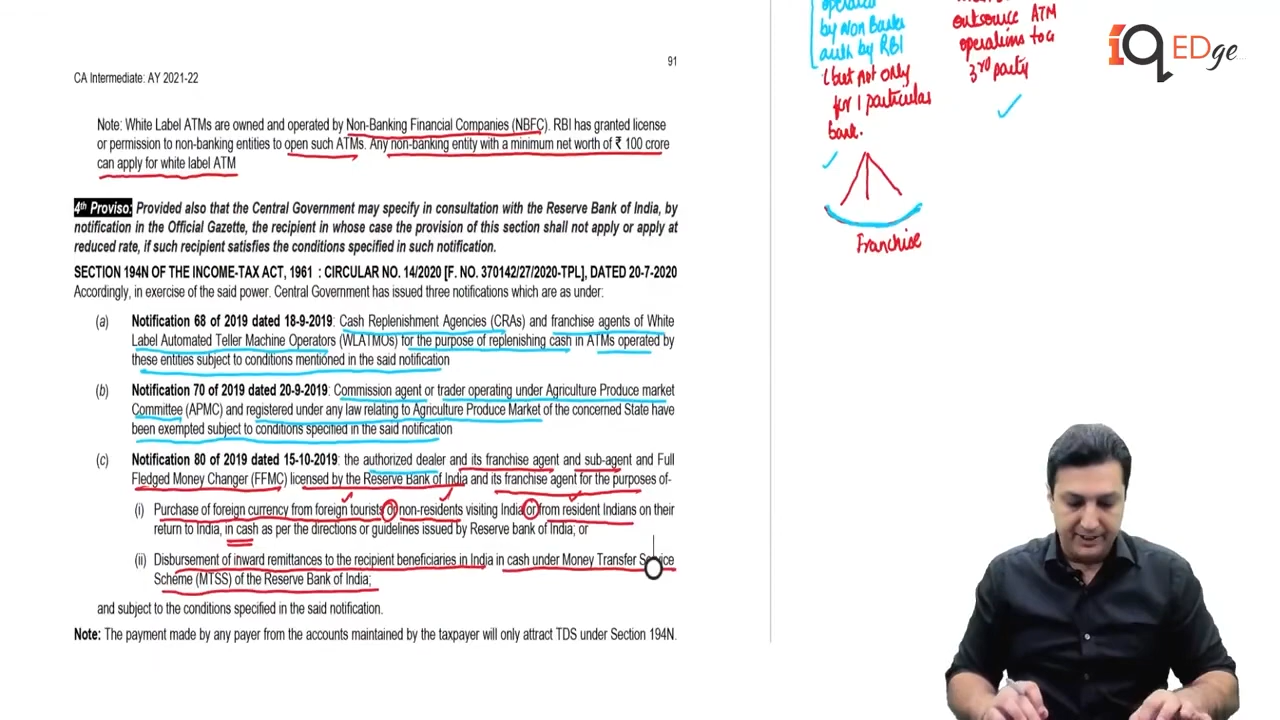 91
CA Intermediate: AY 2021-22
Note: White Label ATMs are owned and operated by Non-Banking Financial Companies (NBFC). RBI has granted license
or permission to non-banking entities to open such ATMs. Any non-banking entity with a minimum net worth of ₹ 100 crore
can apply for white label ATM
4th Proviso: Provided also that the Central Government may specify in consultation with the Reserve Bank of India, by
notification in the Official Gazette, the recipient in whose case the provision of this section shall not apply or apply at
reduced rate, if such recipient satisfies the conditions specified in such notification.
SECTION 194N OF THE INCOME-TAX ACT, 1961 : CIRCULAR NO. 14/2020 [F. NO. 370142/27/2020-TPL], DATED 20-7-2020
Accordingly, in exercise of the said power. Central Government has issued three notifications which are as under:
(a) Notification 68 of 2019 dated 18-9-2019: Cash Replenishment Agencies (CRAs) and franchise agents of White
Label Automated Teller Machine Operators (WLATMOs) for the purpose of replenishing cash in ATMs operated by
these entities subject to conditions mentioned in the said notification
(b) Notification 70 of 2019 dated 20-9-2019: Commission agent or trader operating under Agriculture Produce market
Committee (APMC) and registered under any law relating to Agriculture Produce Market of the concerned State have
been exempted subject to conditions specified in the said notification
(c) Notification 80 of 2019 dated 15-10-2019: the authorized dealer and its franchise agent and sub-agent and Full
Fledged Money Changer (FFMC) licensed by the Reserve Bank of India and its franchise agent for the purposes of-
(i) Purchase of foreign currency from foreign tourists or non-residents visiting India or from resident Indians on their
return to India, in cash as per the directions or guidelines issued by Reserve bank of India; or
(ii) Disbursement of inward remittances to the recipient beneficiaries in India in cash under Money Transfer Service
Scheme (MTSS) of the Reserve Bank of India;
and subject to the conditions specified in the said notification.
Note: The payment made by any payer from the accounts maintained by the taxpayer will only attract TDS under Section 194N.
operated
by Non Banks
auth by RBI
(but not only
for 1 particular
bank.
Franchise
outsource ATM
operations to a
3rd party
iQ EDge